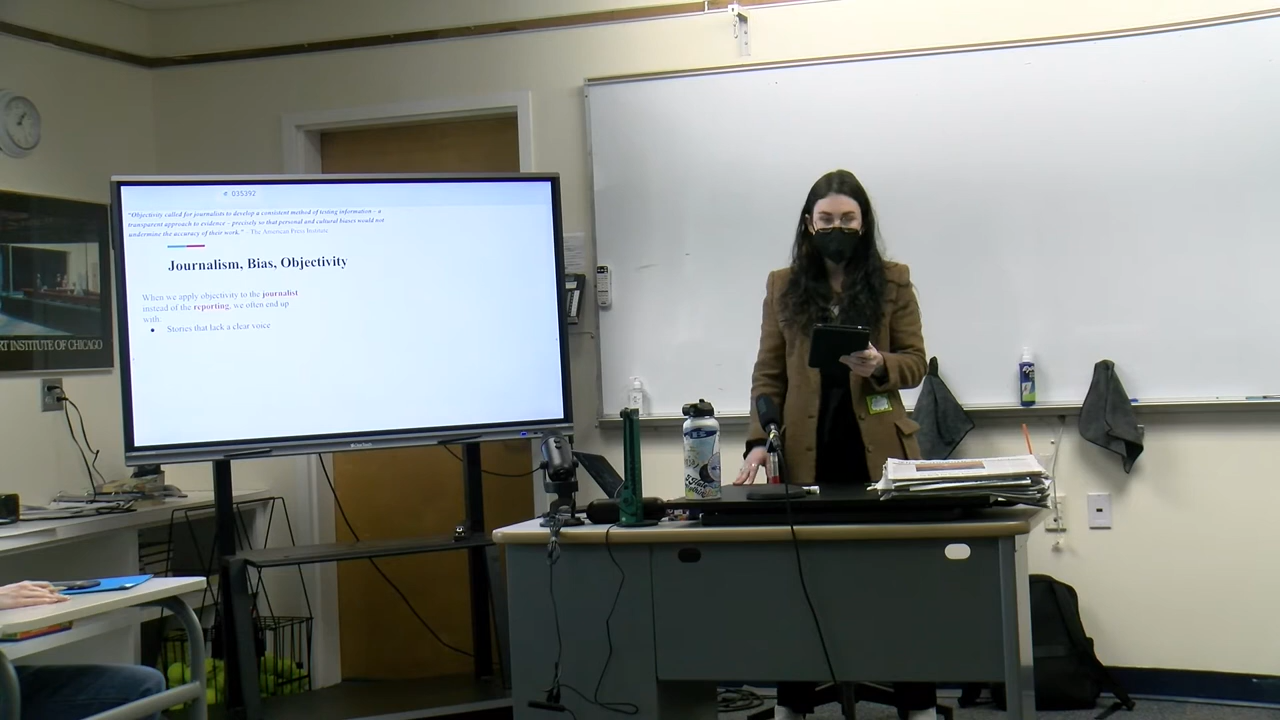 035392
"Objectivity called for journalists to develop a consistent method of testing information – a
transparent approach to evidence – precisely so that personal and cultural biases would not
undermine the accuracy of their work." - The American Press Institute
Journalism, Bias, Objectivity
When we apply objectivity to the journalist
instead of the reporting, we often end up
with:
● Stories that lack a clear voice
RT INSTITUTE OF CHICAGO